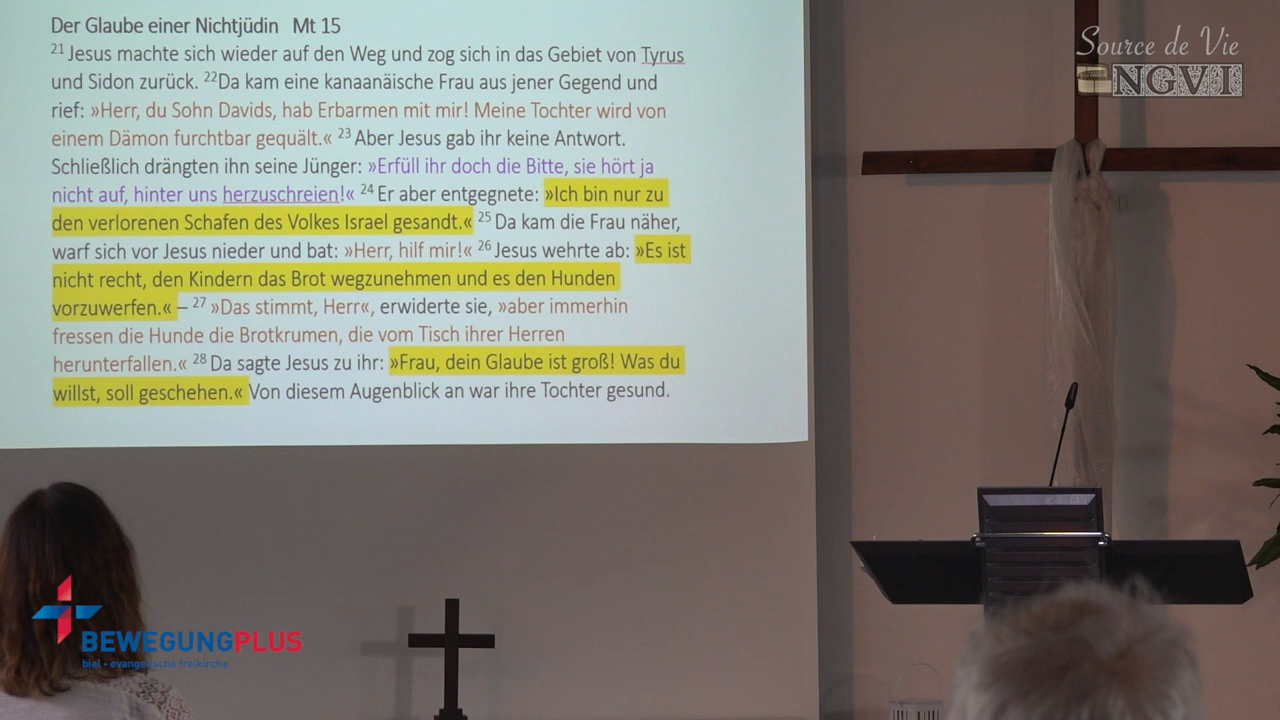 Der Glaube einer Nichtjüdin Mt 15
21 Jesus machte sich wieder auf den Weg und zog sich in das Gebiet von Tyrus
und Sidon zurück. 22 Da kam eine kanaanäische Frau aus jener Gegend und
rief: »Herr, du Sohn Davids, hab Erbarmen mit mir! Meine Tochter wird von
einem Dämon furchtbar gequält.« 23 Aber Jesus gab ihr keine Antwort.
Schließlich drängten ihn seine Jünger: »Erfüll ihr doch die Bitte, sie hört ja
nicht auf, hinter uns herzuschreien!« 24 Er aber entgegnete: »Ich bin nur zu
den verlorenen Schafen des Volkes Israel gesandt.« 25 Da kam die Frau näher,
warf sich vor Jesus nieder und bat: »Herr, hilf mir!« 26 Jesus wehrte ab: »Es ist
nicht recht, den Kindern das Brot wegzunehmen und es den Hunden
vorzuwerfen.« – 27 »Das stimmt, Herr«, erwiderte sie, »aber immerhin
fressen die Hunde die Brotkrumen, die vom Tisch ihrer Herren
herunterfallen.« 28 Da sagte Jesus zu ihr: »Frau, dein Glaube ist groß! Was du
willst, soll geschehen.« Von diesem Augenblick an war ihre Tochter gesund.
Source de Vie
NGVI
BEWEGUNGPLUS
biel - evangelische freikirche